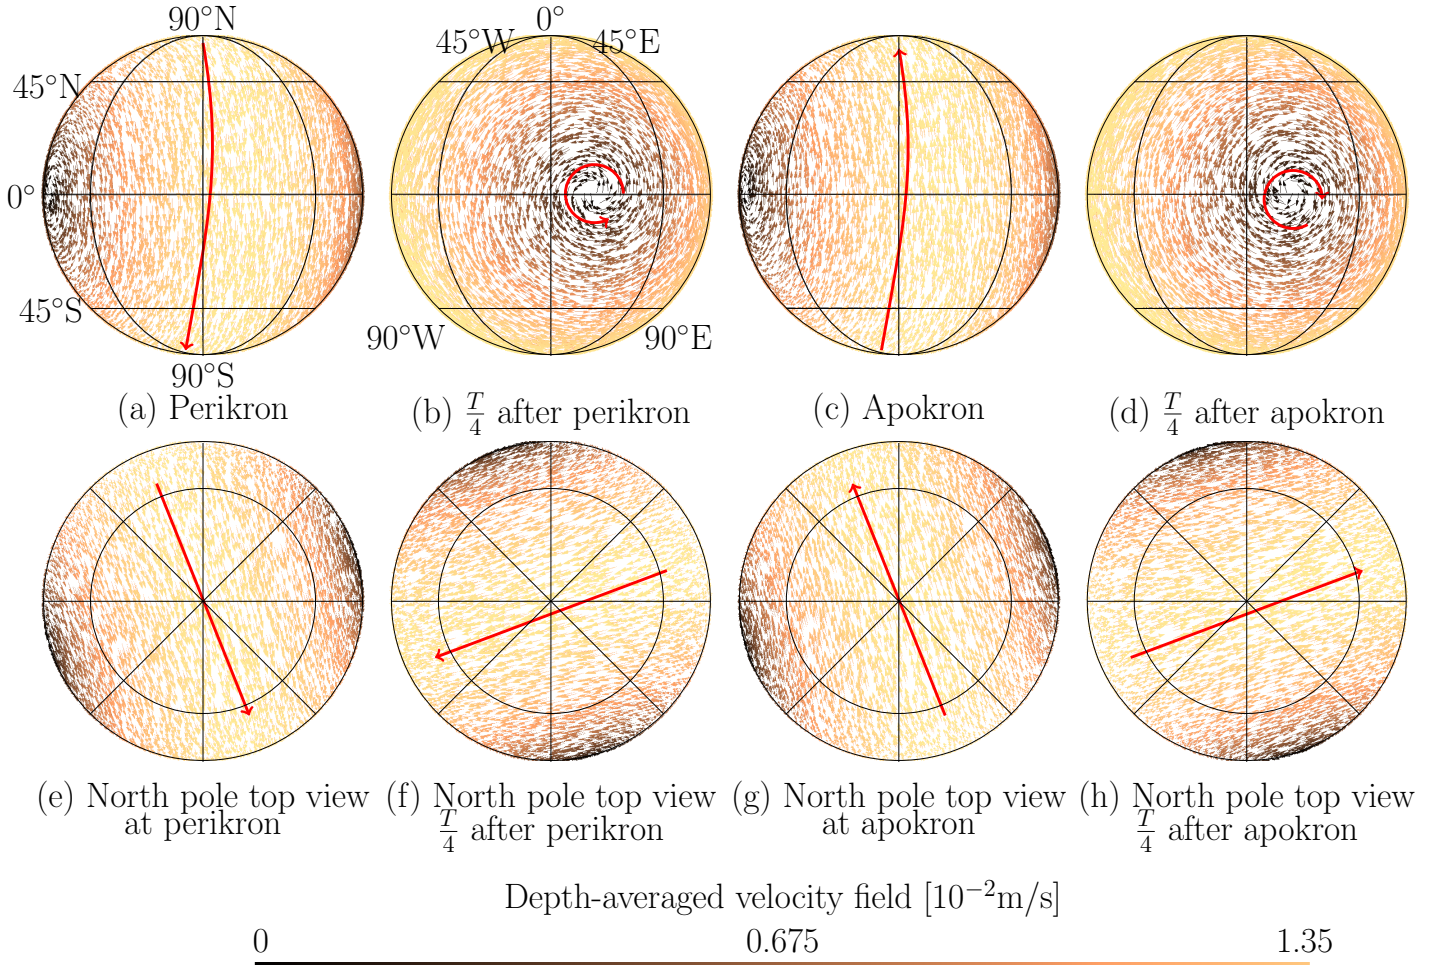 90°N
0°
45°W
45°E
45°N
0°
45°S
90°W
90°E
90°S
(a) Perikron
(b) T/4 after perikron
(c) Apokron
(d) T/4 after apokron
(e) North pole top view
at perikron
(f) North pole top view
T/4 after perikron
(g) North pole top view
at apokron
(h) North pole top view
T/4 after apokron
Depth-averaged velocity field [10⁻²m/s]
0
0.675
1.35